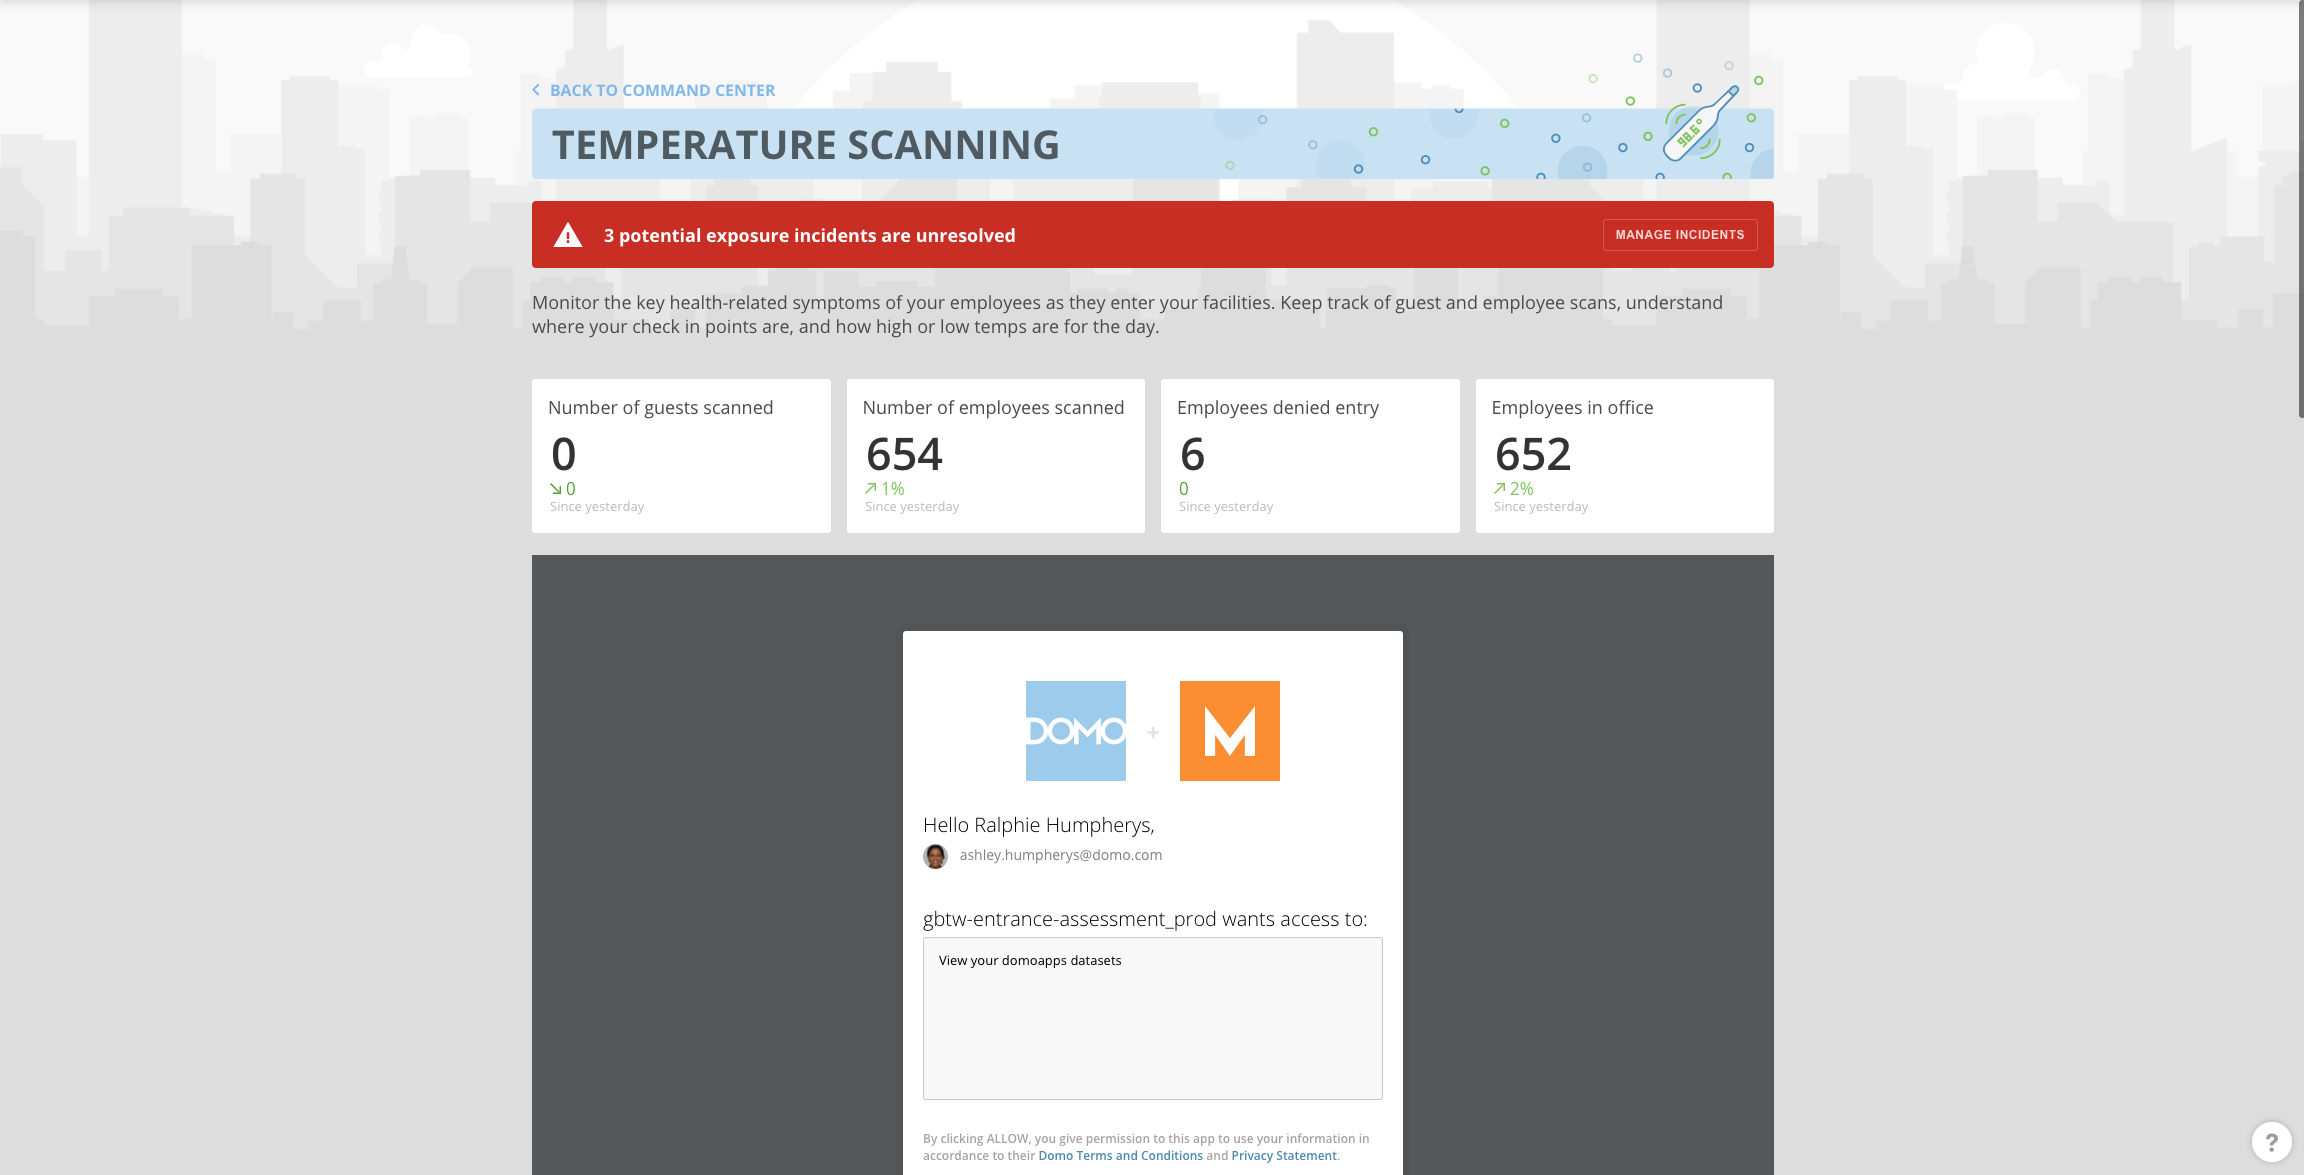 BACK TO COMMAND CENTER
TEMPERATURE SCANNING
98.6°
3 potential exposure incidents are unresolved
MANAGE INCIDENTS
Monitor the key health-related symptoms of your employees as they enter your facilities. Keep track of guest and employee scans, understand
where your check in points are, and how high or low temps are for the day.
Number of guests scanned
0
0
Since yesterday
Number of employees scanned
654
1%
Since yesterday
Employees denied entry
6
0
Since yesterday
Employees in office
652
2%
Since yesterday
DOMO + M
Hello Ralphie Humpherys,
ashley.humpherys@domo.com
gbtw-entrance-assessment_prod wants access to:
View your domoapps datasets
By clicking ALLOW, you give permission to this app to use your information in
accordance to their Domo Terms and Conditions and Privacy Statement.
?